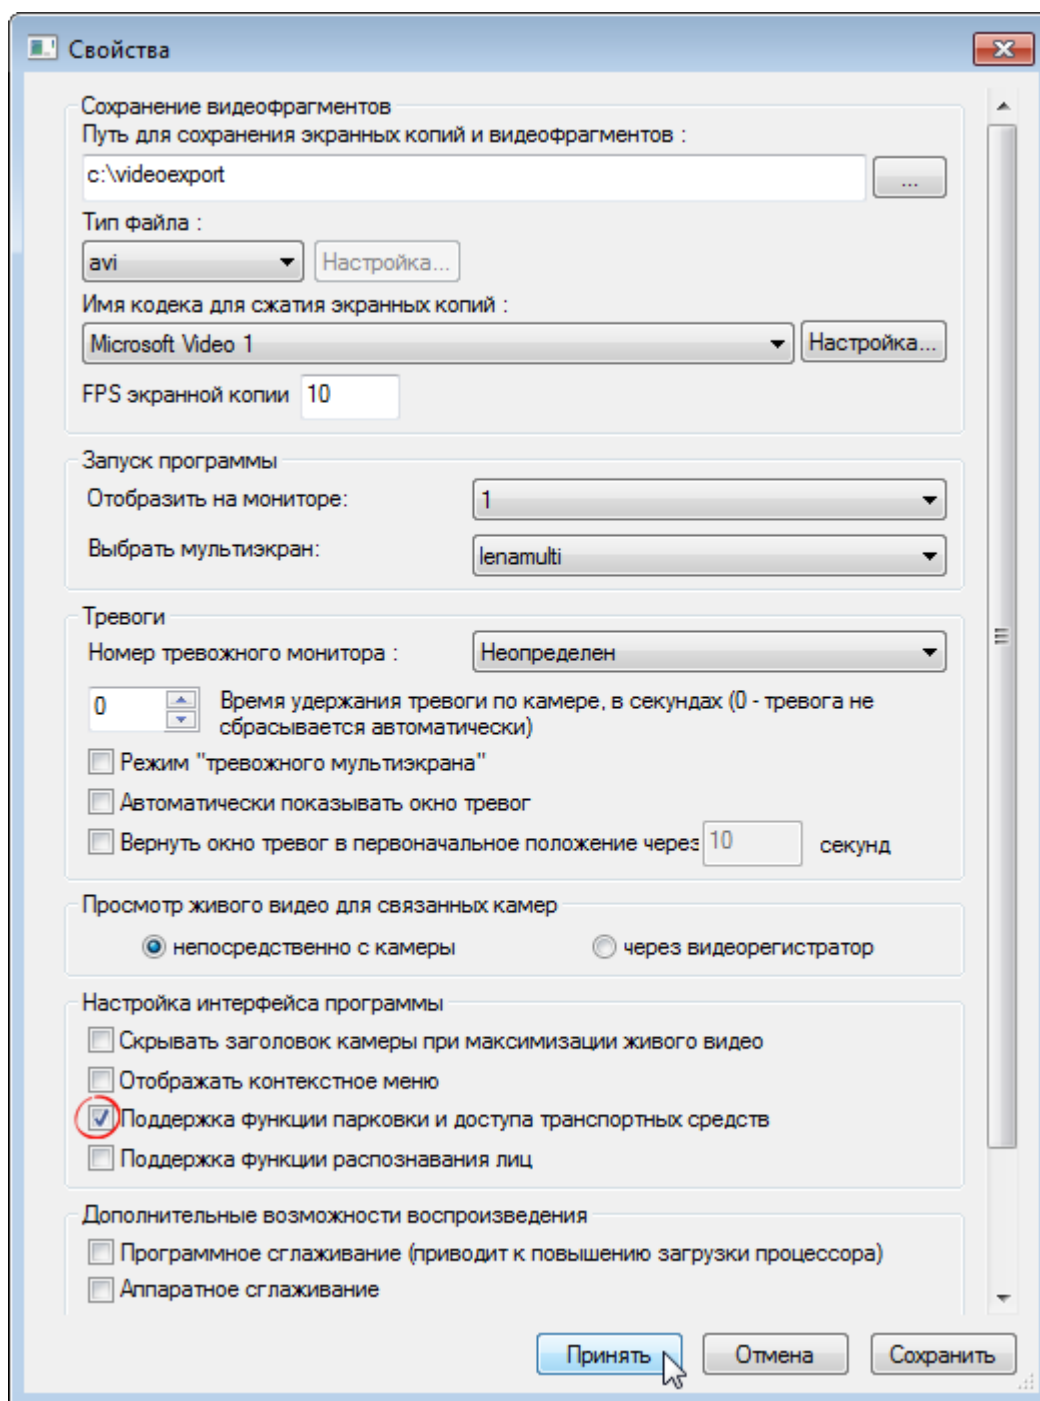 Свойства
Сохранение видеофрагментов
Путь для сохранения экранных копий и видеофрагментов :
c:\videoexport
...
Тип файла :
avi
Настройка...
Имя кодека для сжатия экранных копий :
Microsoft Video 1
Настройка...
FPS экранной копии 10
Запуск программы
Отобразить на мониторе: 1
Выбрать мультиэкран: lenamulti
Тревоги
Номер тревожного монитора : Неопределен
0 Время удержания тревоги по камере, в секундах (0 - тревога не
сбрасывается автоматически)
Режим "тревожного мультиэкрана"
Автоматически показывать окно тревог
Вернуть окно тревог в первоначальное положение через 10 секунд
Просмотр живого видео для связанных камер
непосредственно с камеры через видеорегистратор
Настройка интерфейса программы
Скрывать заголовок камеры при максимизации живого видео
Отображать контекстное меню
Поддержка функции парковки и доступа транспортных средств
Поддержка функции распознавания лиц
Дополнительные возможности воспроизведения
Программное сглаживание (приводит к повышению загрузки процессора)
Аппаратное сглаживание
Принять Отмена Сохранить